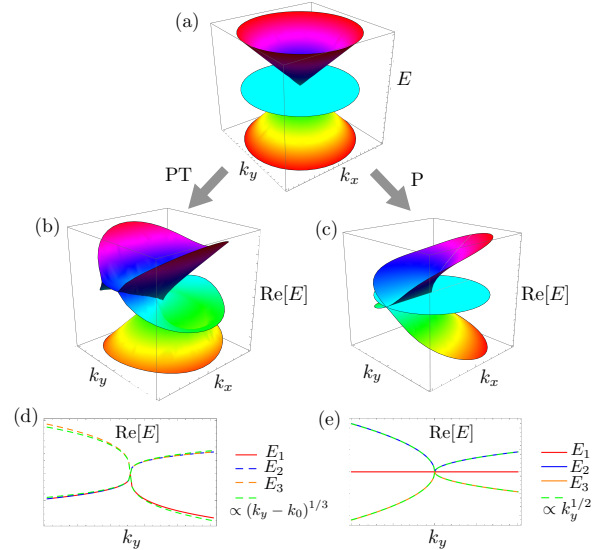 (a)
E
k_y
k_x
PT
P
(b)
(c)
Re[E]
Re[E]
k_y
k_x
k_y
k_x
(d)
Re[E]
E_1
E_2
E_3
∝ (k_y − k_0)^{1/3}
k_y
(e)
Re[E]
E_1
E_2
E_3
∝ k_y^{1/2}
k_y